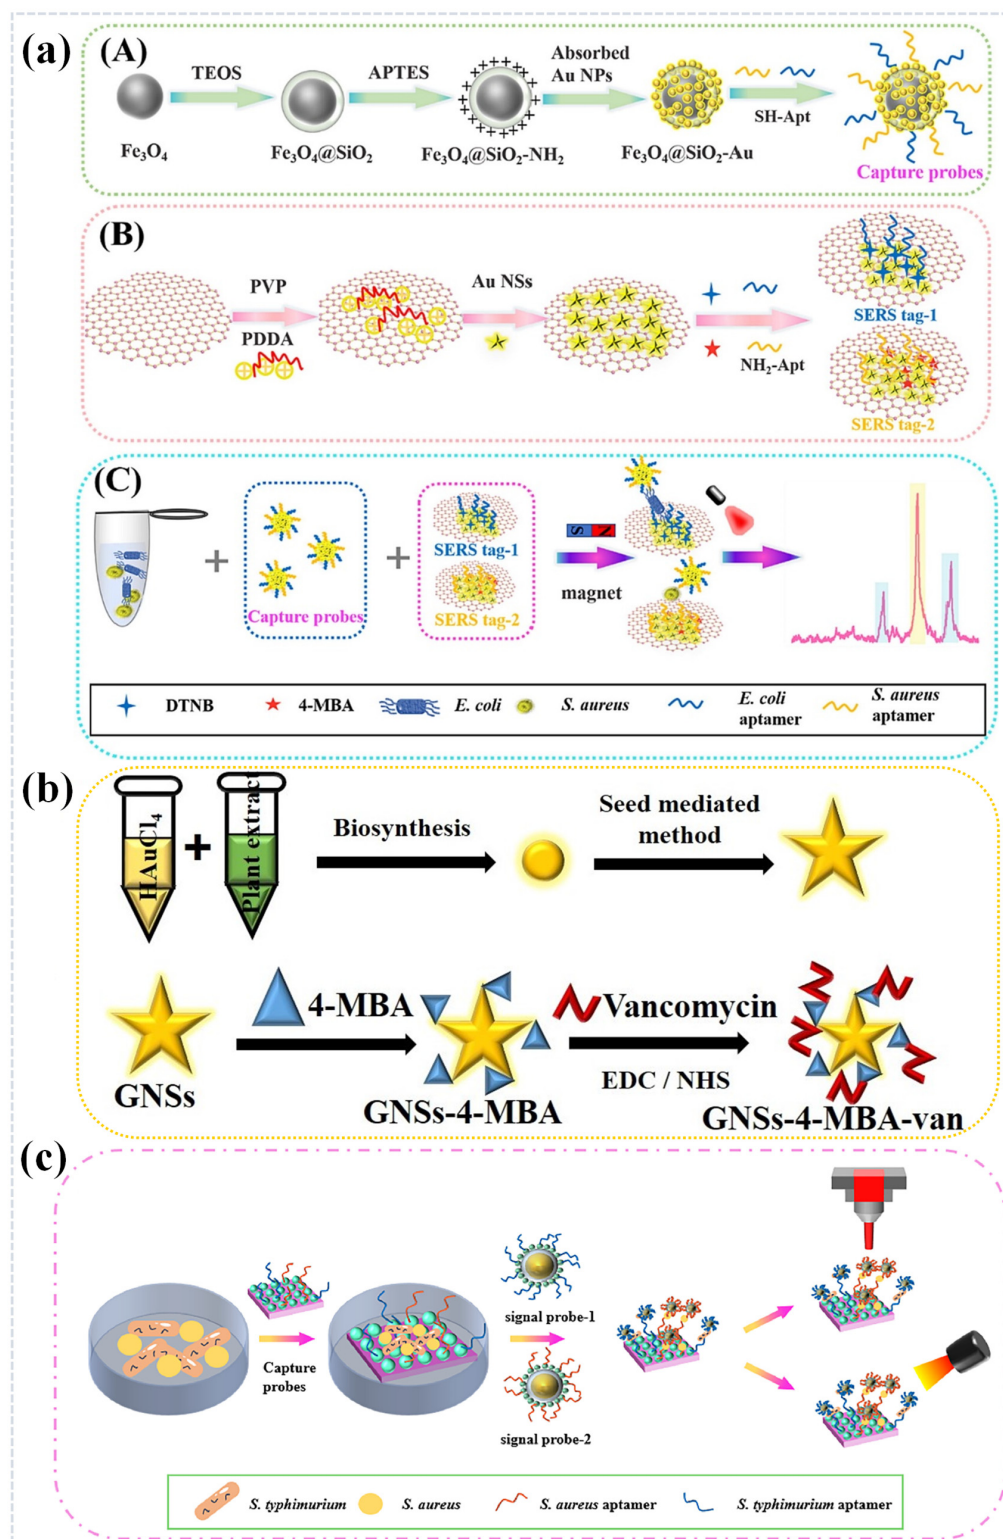 (a)
(A)
TEOS
APTES
Absorbed
Au NPs
SH-Apt
Fe₃O₄
Fe₃O₄@SiO₂
Fe₃O₄@SiO₂-NH₂
Fe₃O₄@SiO₂-Au
Capture probes
(B)
PVP
PDDA
Au NSs
NH₂-Apt
SERS tag-1
SERS tag-2
(C)
+
Capture probes
+
SERS tag-1
SERS tag-2
S N
magnet
DTNB
4-MBA
E. coli
S. aureus
E. coli
aptamer
S. aureus
aptamer
(b)
HAuCl₄
+
Plant extract
Biosynthesis
Seed mediated
method
GNSs
4-MBA
GNSs-4-MBA
Vancomycin
EDC / NHS
GNSs-4-MBA-van
(c)
Capture
probes
signal probe-1
signal probe-2
S. typhimurium
S. aureus
S. aureus aptamer
S. typhimurium aptamer